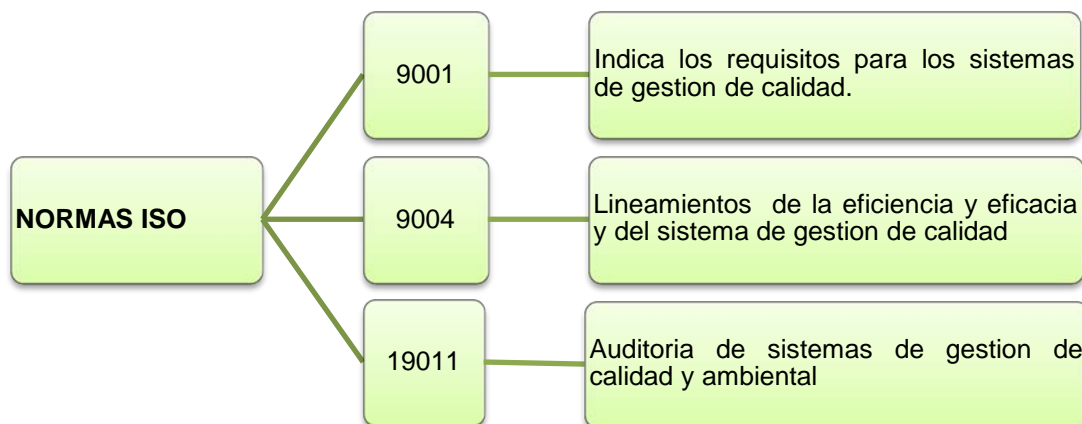 NORMAS ISO
9001
Indica los requisitos para los sistemas
de gestion de calidad.
9004
Lineamientos de la eficiencia y eficacia
y del sistema de gestion de calidad
19011
Auditoria de sistemas de gestion de
calidad y ambiental